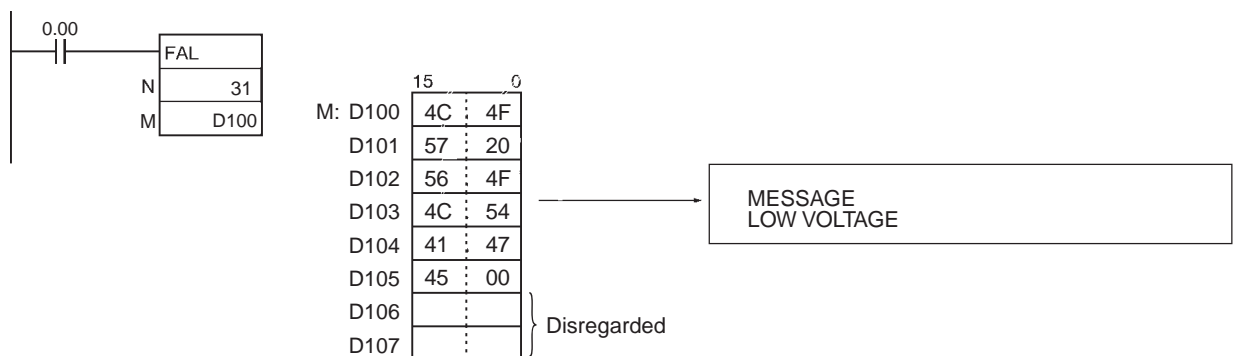 0.00
FAL
N 31
M D100
15 0
M: D100 4C 4F
D101 57 20
D102 56 4F
D103 4C 54
D104 41 47
D105 45 00
D106
D107
Disregarded
MESSAGE
LOW VOLTAGE